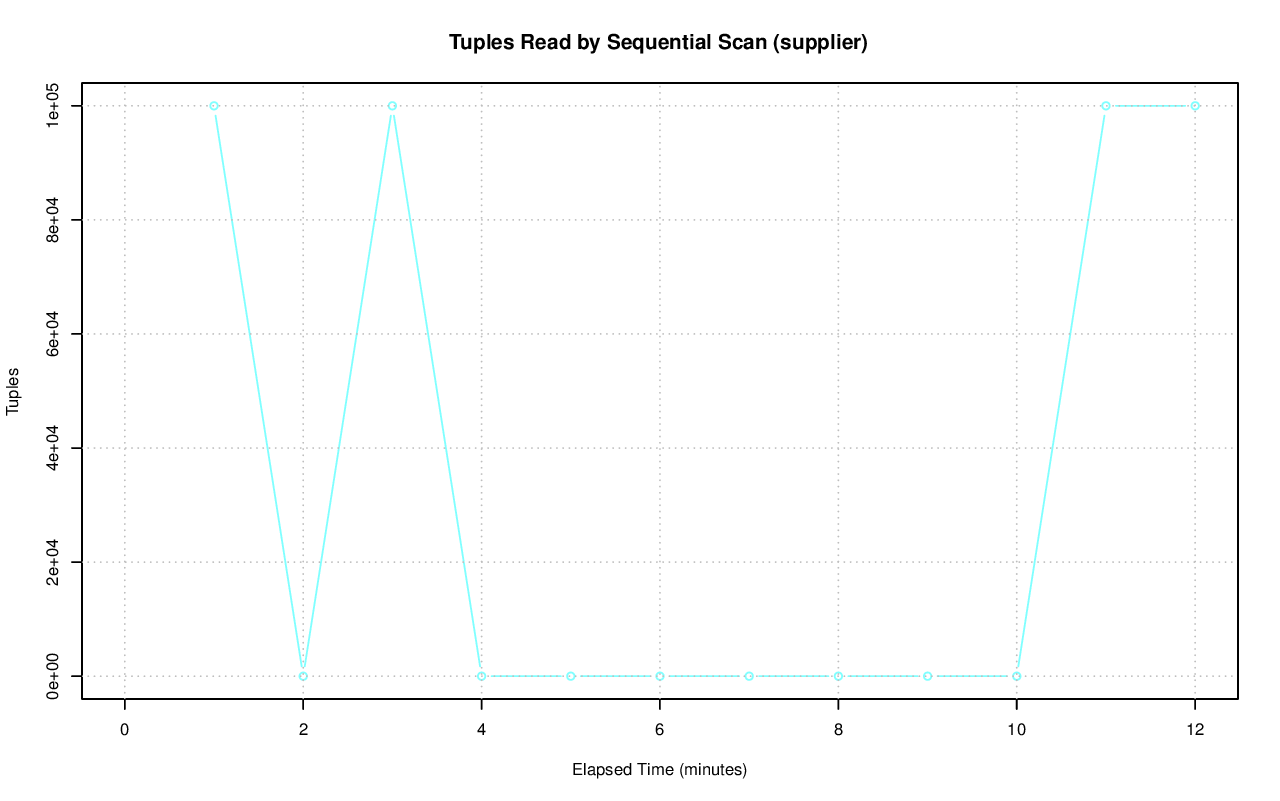 Tuples Read by Sequential Scan (supplier)
1e+05
8e+04
6e+04
4e+04
2e+04
0e+00
Tuples
0 2 4 6 8 10 12
Elapsed Time (minutes)